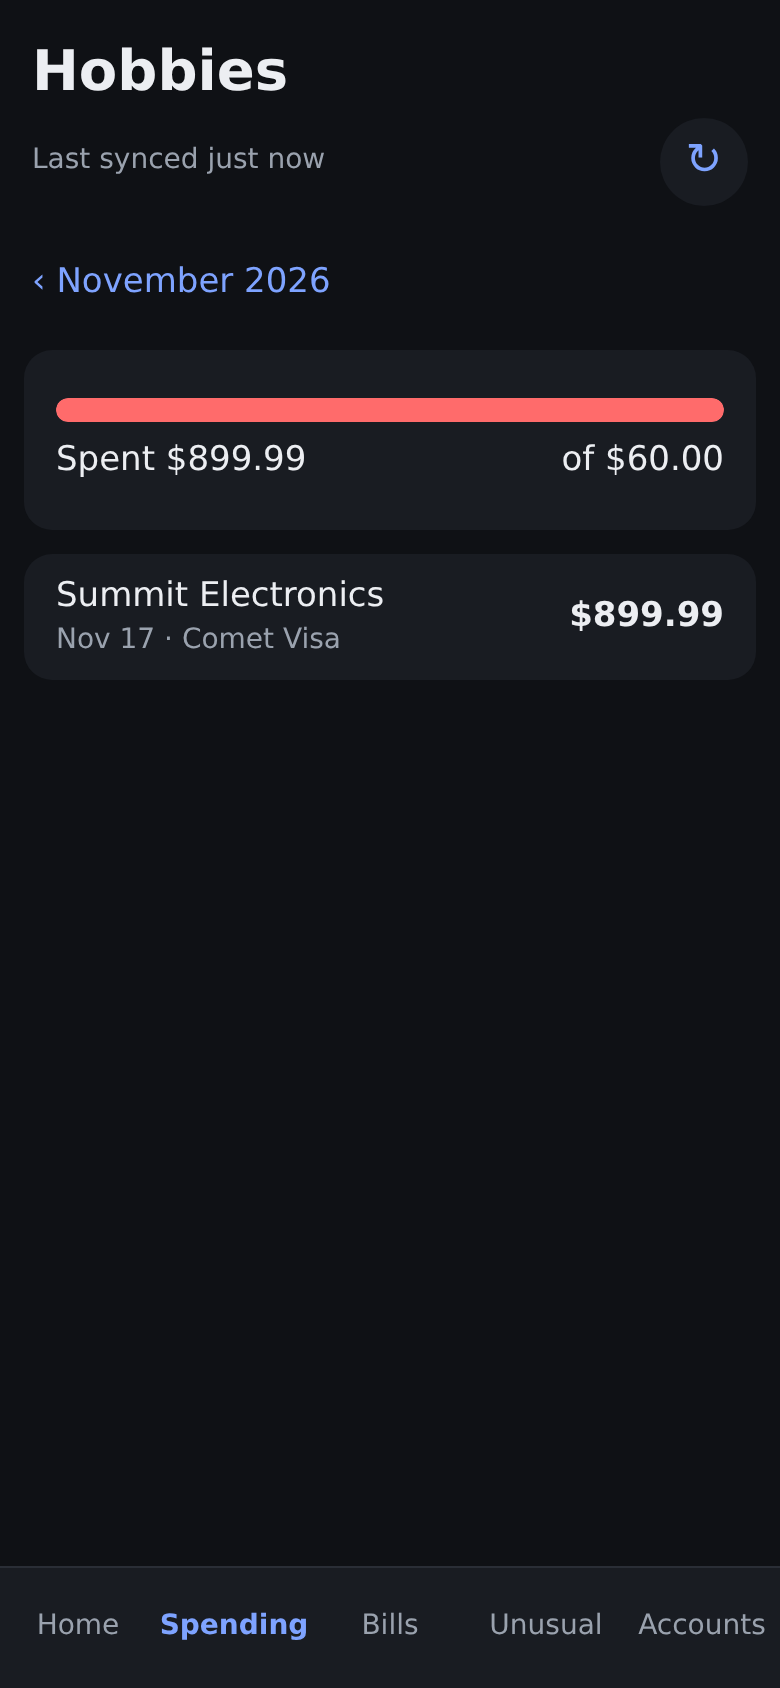 Hobbies
Last synced just now
↻
‹ November 2026
Spent $899.99 of $60.00
Summit Electronics
$899.99
Nov 17 · Comet Visa
Home Spending Bills Unusual Accounts